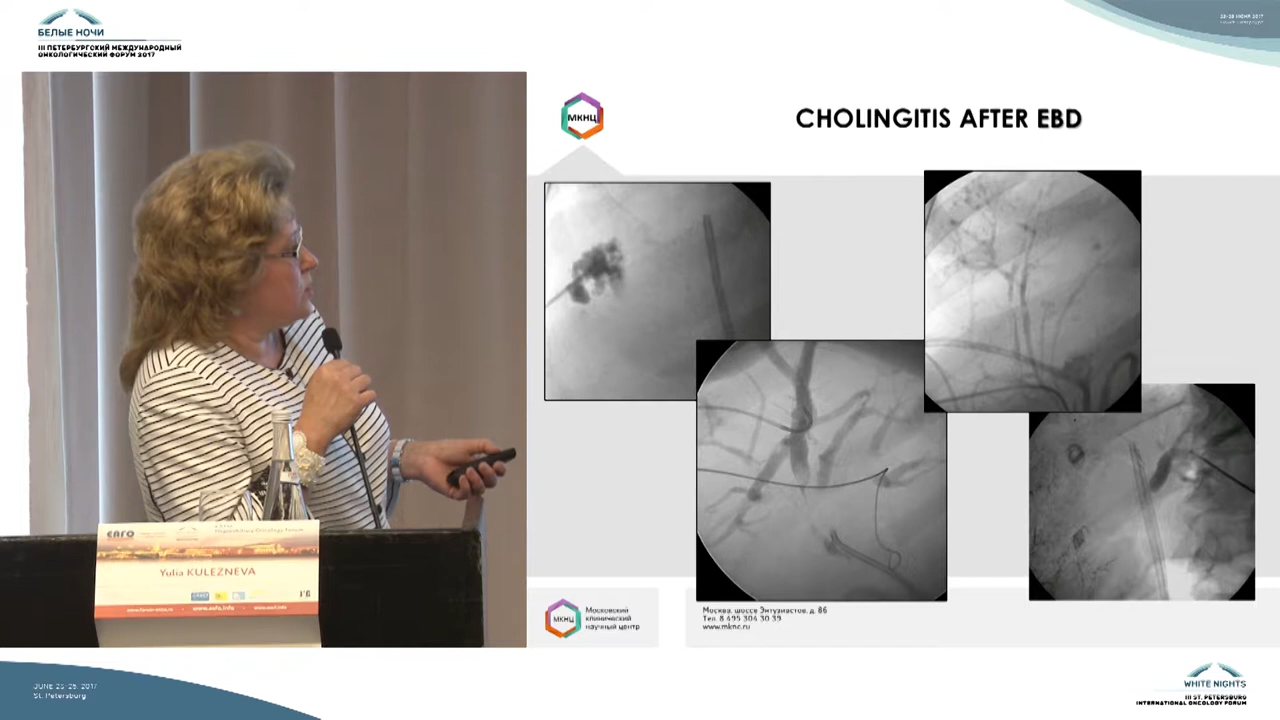 БЕЛЫЕ НОЧИ
III ПЕТЕРБУРГСКИЙ МЕЖДУНАРОДНЫЙ
ОНКОЛОГИЧЕСКИЙ ФОРУМ 2017
МКНЦ
CHOLINGITIS AFTER EBD
Yulia KULEZNEVA
МКНЦ
Московский
клинический
научный центр
Москва, шоссе Энтузиастов, д. 86
Тел. 8 495 304 30 39
www.mknc.ru
JUNE 23-25, 2017
St. Petersburg
WHITE NIGHTS
III ST. PETERSBURG
INTERNATIONAL ONCOLOGY FORUM